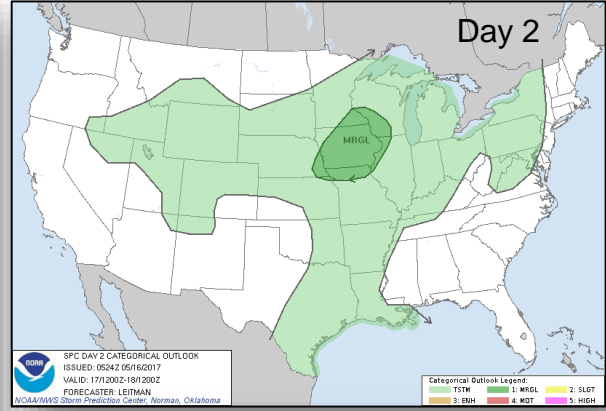 Day 2
MRGL
NOAA
SPC DAY 2 CATEGORICAL OUTLOOK
ISSUED: 0524Z 05/16/2017
VALID: 17/1200Z-18/1200Z
FORECASTER: LEITMAN
NOAA/NWS Storm Prediction Center, Norman, Oklahoma
Categorical Outlook Legend:
TSTM 1: MRGL 2: SLGT
3: ENH 4: MDT 5: HIGH